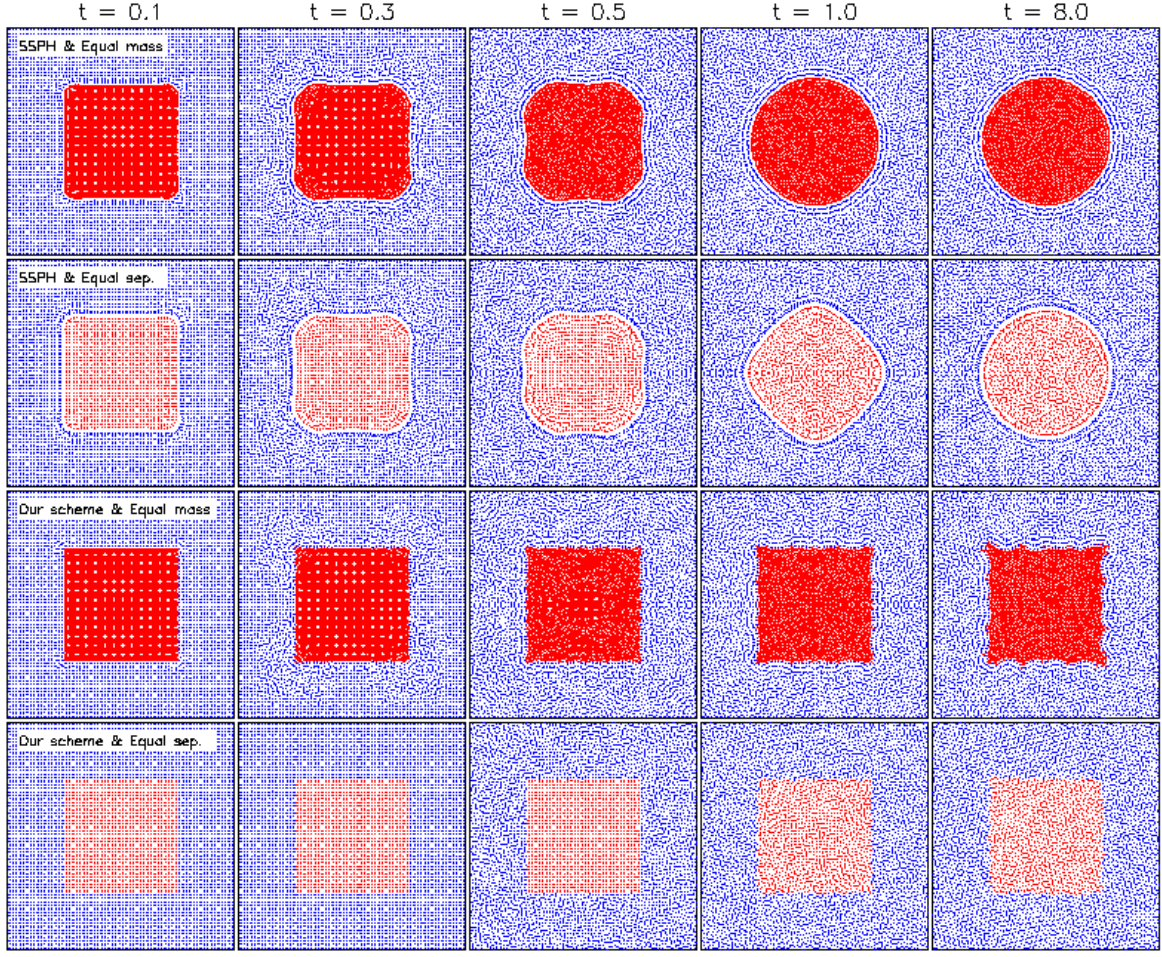 t = 0.1
t = 0.3
t = 0.5
t = 1.0
t = 8.0
SSPH & Equal mass
SSPH & Equal sep.
Our scheme & Equal mass
Our scheme & Equal sep.